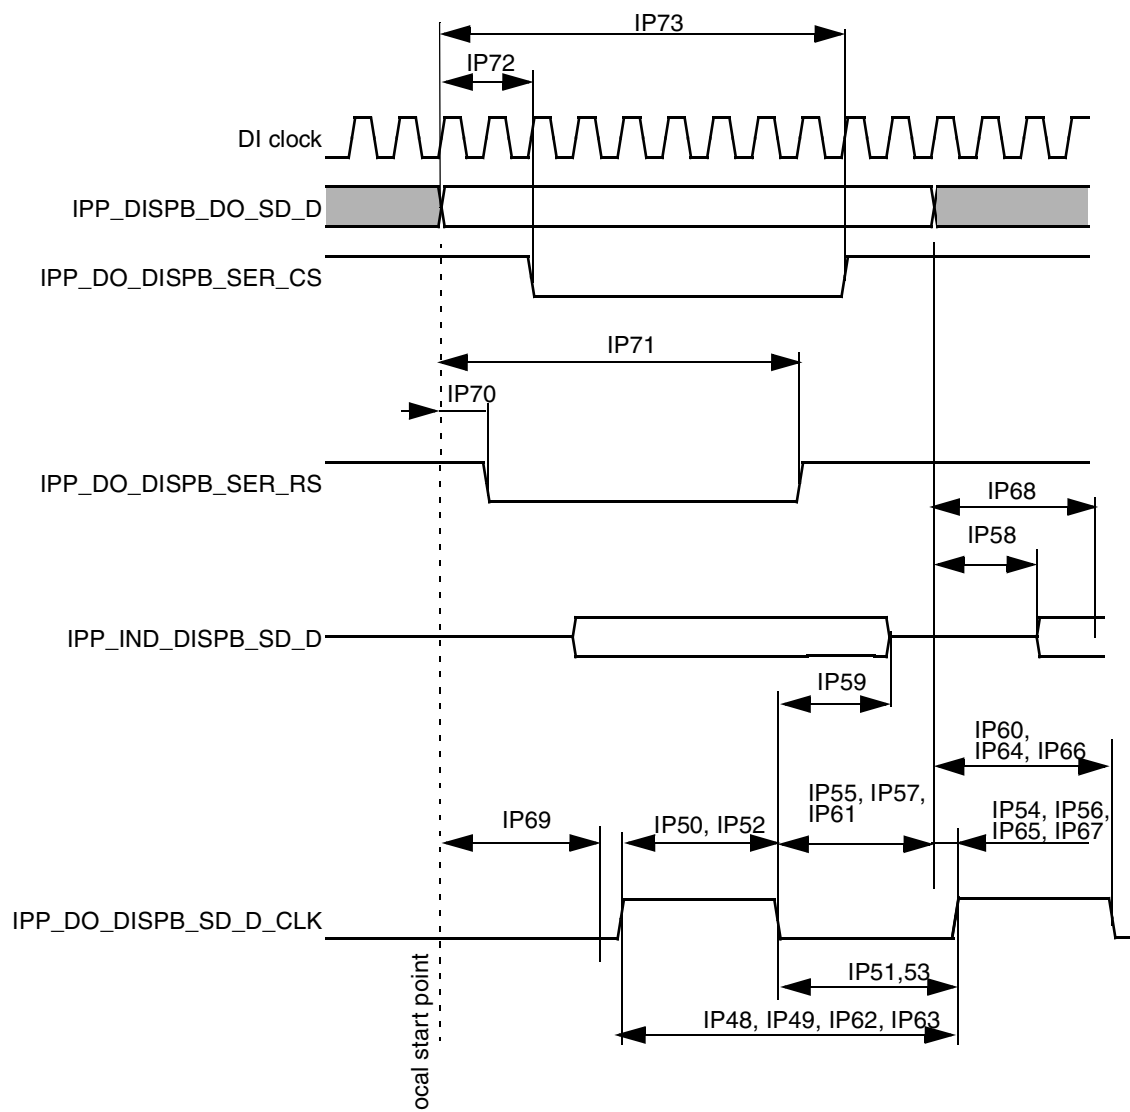 IP73
IP72
DI clock
IPP_DISPB_DO_SD_D
IPP_DO_DISPB_SER_CS
IP71
IP70
IPP_DO_DISPB_SER_RS
IP68
IP58
IPP_IND_DISPB_SD_D
IP59
IP60,
IP64, IP66
IP55, IP57,
IP61
IP54, IP56,
IP65, IP67
IP69
IP50, IP52
IPP_DO_DISPB_SD_D_CLK
IP51,53
IP48, IP49, IP62, IP63
ocal start point